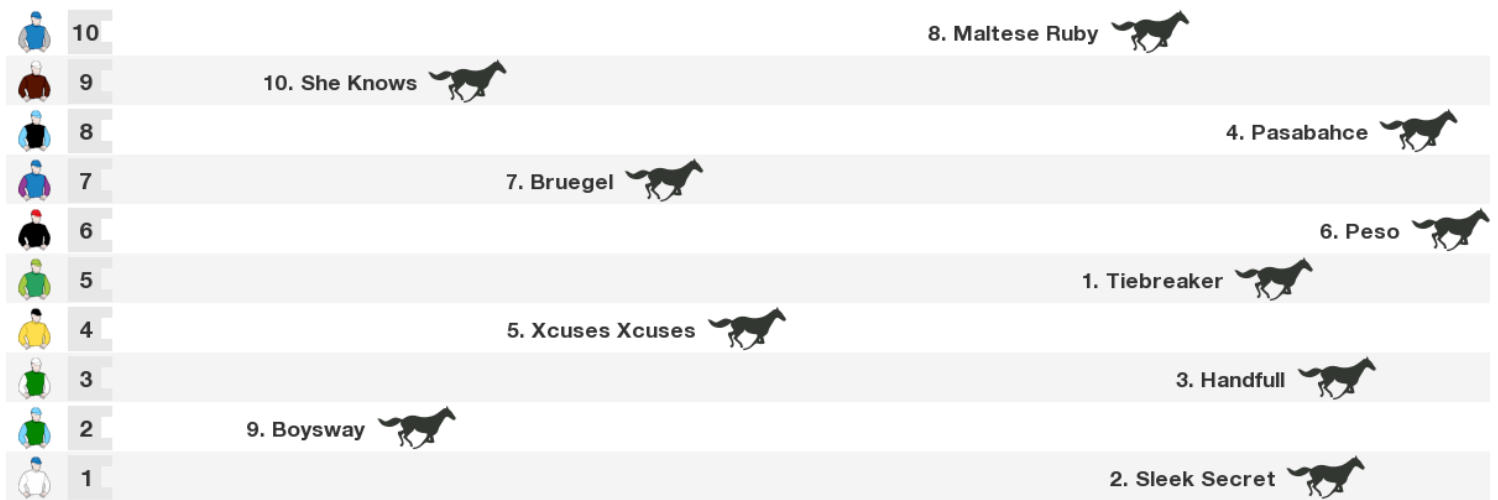 10 8. Maltese Ruby
9 10. She Knows
8 4. Pasabahce
7 7. Bruegel
6 6. Peso
5 1. Tiebreaker
4 5. Xcuses Xcuses
3 3. Handfull
2 9. Boysway
1 2. Sleek Secret